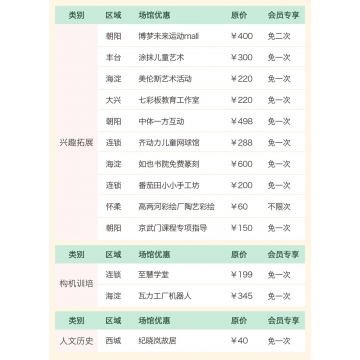 类别 区域 场馆优惠 原价 会员专享
朝阳 博梦未来运动mall ￥400 免二次
丰台 涂抹儿童艺术 ￥300 免一次
海淀 美伦斯艺术活动 ￥220 免一次
大兴 七彩板教育工作室 ￥220 免一次
朝阳 中体一方互动 ￥498 免一次
兴趣拓展 连锁 齐动力儿童网球馆 ￥288 免一次
海淀 如也书院免费篆刻 ￥600 免一次
连锁 番茄田小小手工坊 ￥200 免一次
怀柔 高两河彩绘厂陶艺彩绘 ￥60 不限次
朝阳 京武门课程专项指导 ￥150 免一次
类别 区域 场馆优惠 原价 会员专享
构机训培 连锁 至慧学堂 ￥199 免一次
海淀 瓦力工厂机器人 ￥345 免一次
类别 区域 场馆优惠 原价 会员专享
人文历史 西城 纪晓岚故居 ￥40 免一次